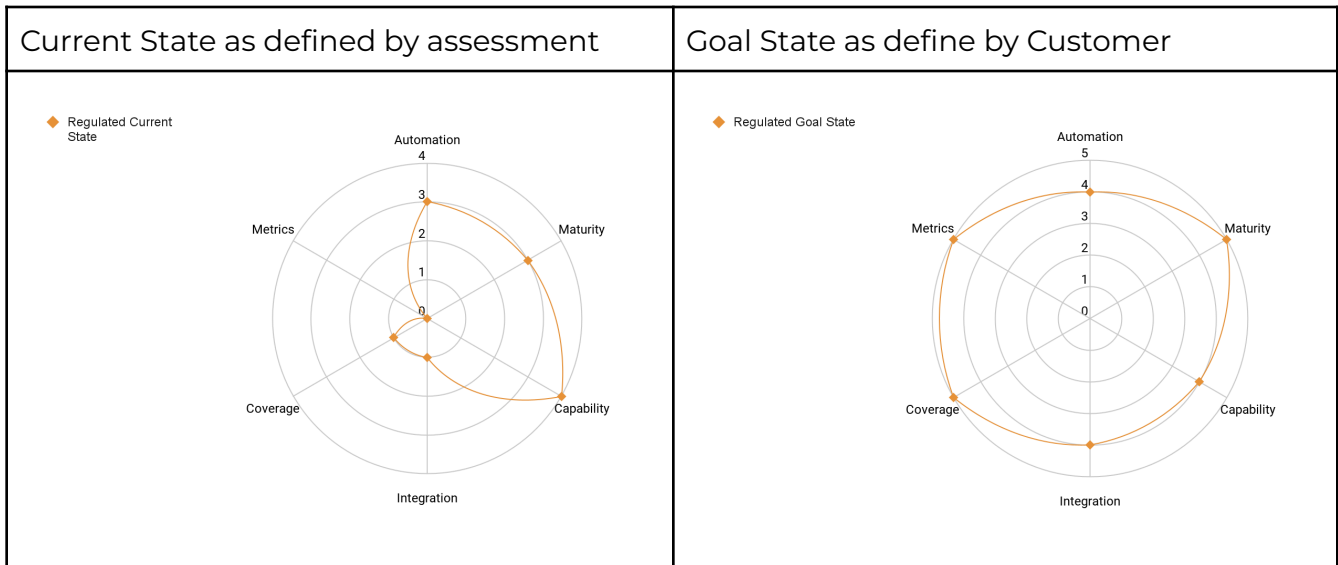 Current State as defined by assessment
Regulated Current
State
Automation
4
3
2
1
0
Metrics
Maturity
Coverage
Capability
Integration
Goal State as define by Customer
Regulated Goal State
Automation
5
4
3
2
1
0
Metrics
Maturity
Coverage
Capability
Integration